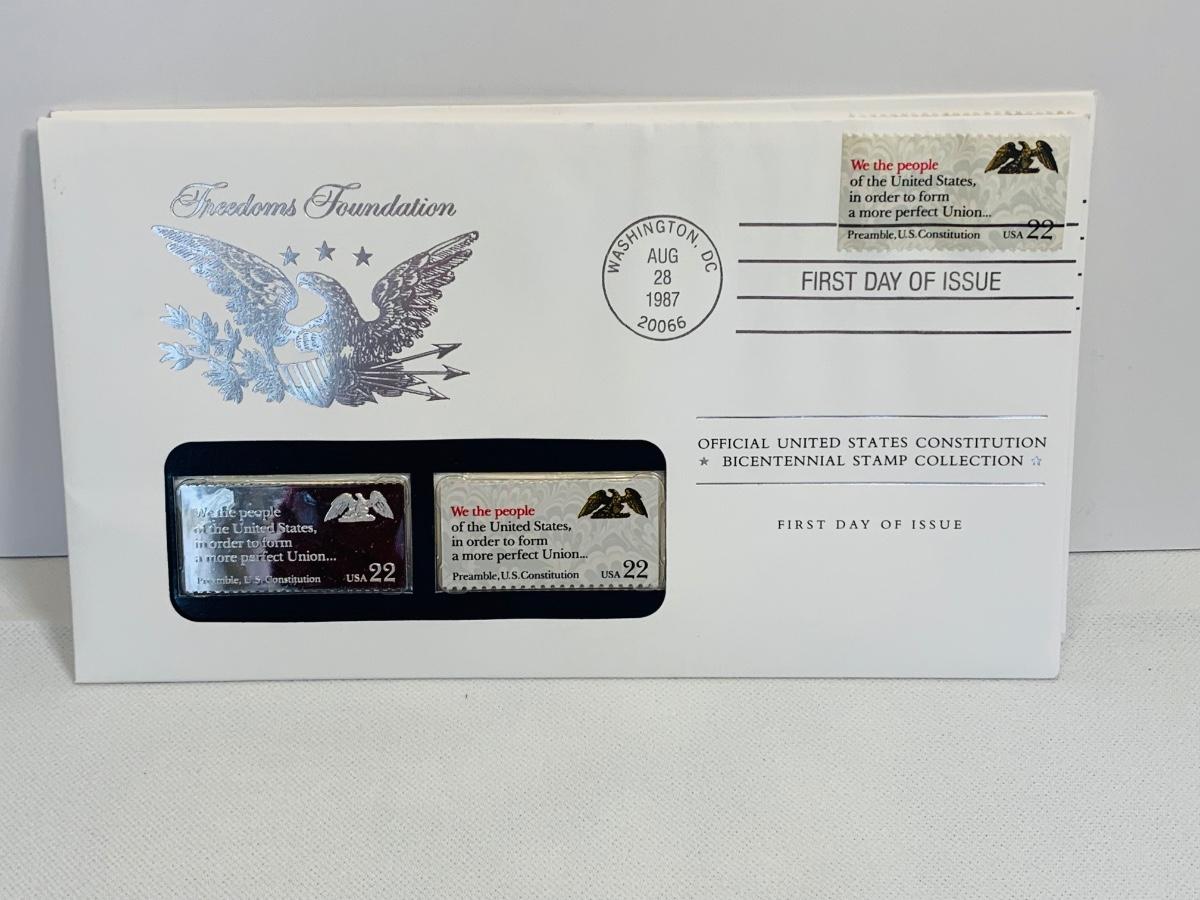 Freedoms Foundation
WASHINGTON, DC
AUG
28
1987
20066
We the people
of the United States,
in order to form
a more perfect Union...
Preamble, U.S. Constitution USA 22
FIRST DAY OF ISSUE
OFFICIAL UNITED STATES CONSTITUTION
★ BICENTENNIAL STAMP COLLECTION ☆
FIRST DAY OF ISSUE
We the people
of the United States,
in order to form
a more perfect Union...
Preamble, U.S. Constitution USA 22
We the people
of the United States,
in order to form
a more perfect Union...
Preamble, U.S. Constitution USA 22